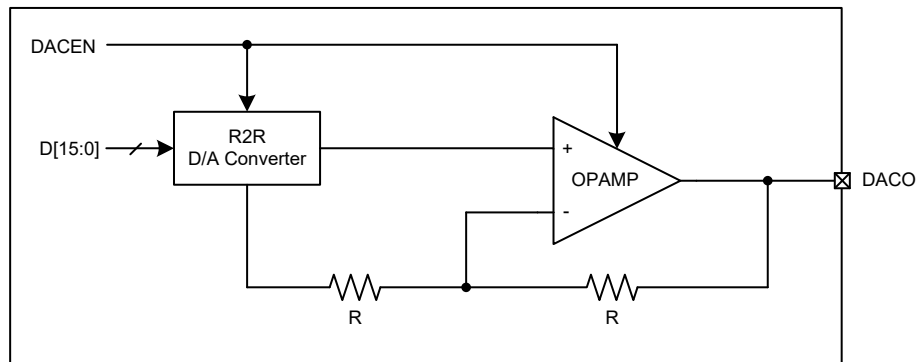 DACEN
D[15:0]
R2R
D/A Converter
+
OPAMP
-
DACO
R
R